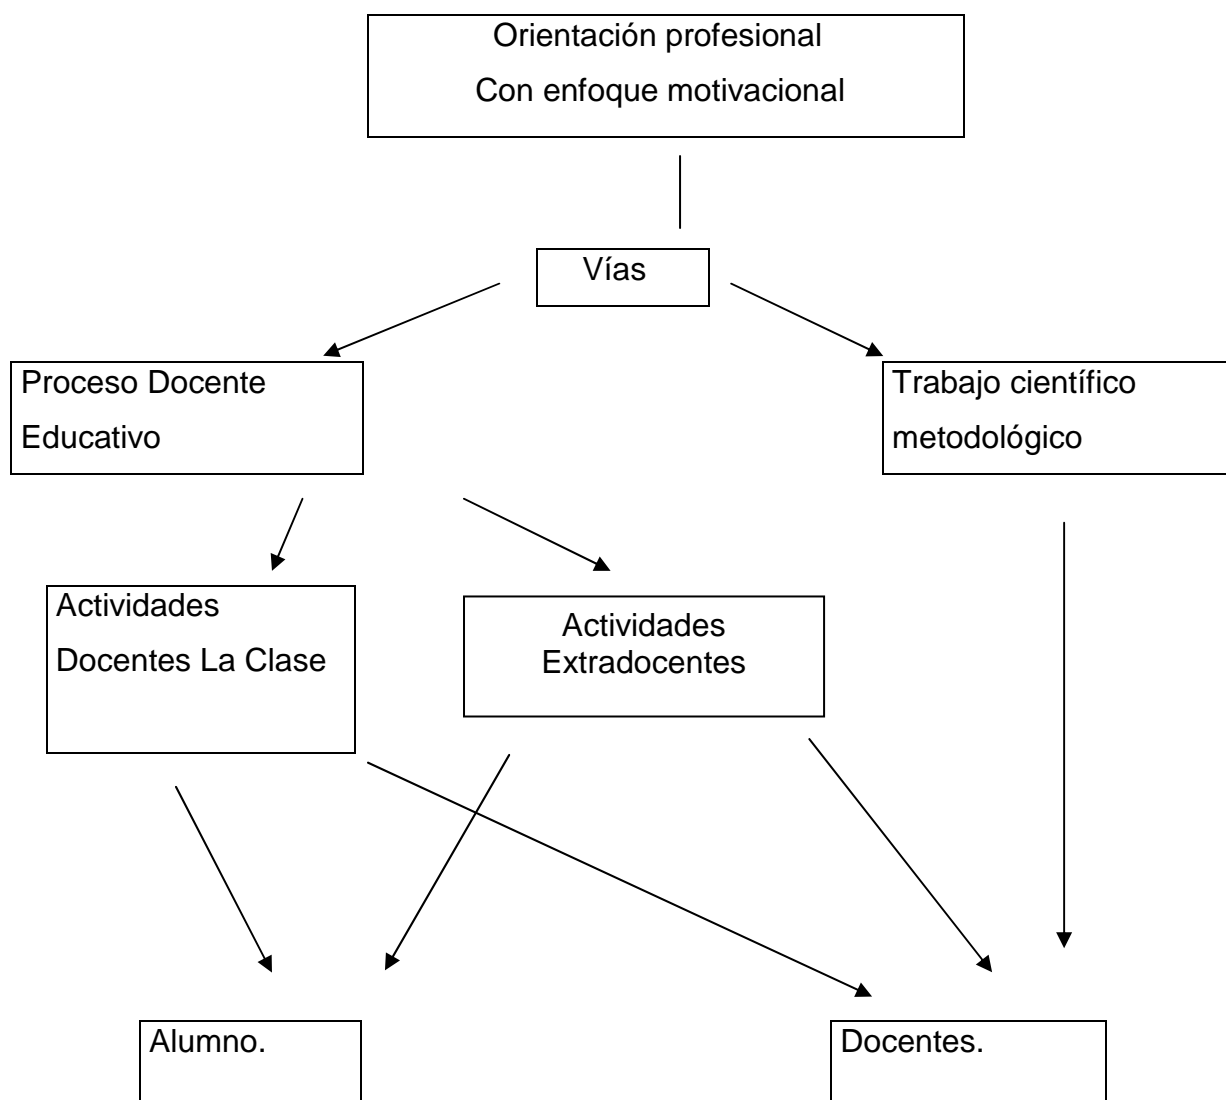 Orientación profesional
Con enfoque motivacional
Vías
Proceso Docente
Educativo
Trabajo científico
metodológico
Actividades
Docentes La Clase
Actividades
Extradocentes
Alumno.
Docentes.